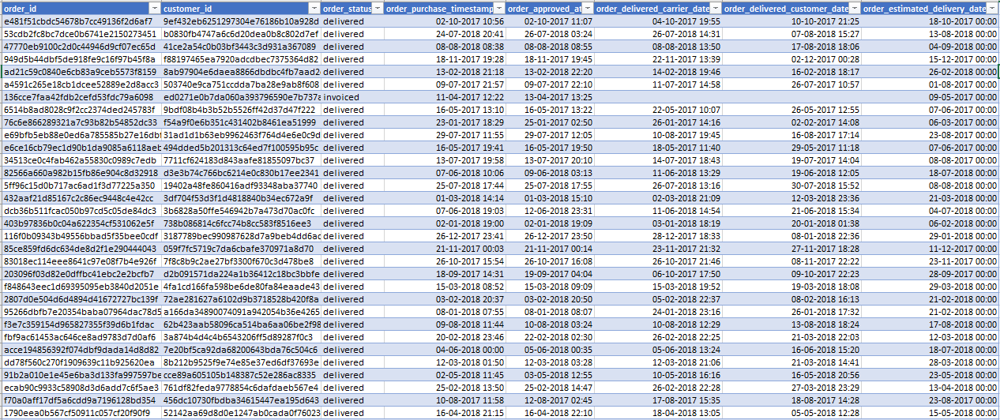 order_id customer_id order_status order_purchase_timestamp order_approved_at order_delivered_carrier_date order_delivered_customer_date order_estimated_delivery_date
e481f51cbdc54678b7cc49136f2d6af7 9ef432eb6251297304e76186b10a928d delivered 02-10-2017 10:56 02-10-2017 11:07 04-10-2017 19:55 10-10-2017 21:25 18-10-2017 00:00
53cdb2fc8bc7dce0b6741e2150273451 b0830fb4747a6c6d20dea0b8c802d7ef delivered 24-07-2018 20:41 26-07-2018 03:24 26-07-2018 14:31 07-08-2018 15:27 13-08-2018 00:00
47770eb9100c2d0c44946d9cf07ec65d 41ce2a54c0b03bf3443c3d931a367089 delivered 08-08-2018 08:38 08-08-2018 08:55 08-08-2018 13:50 17-08-2018 18:06 04-09-2018 00:00
949d5b44dbf5de918fe9c16f97b45f8a f88197465ea7920adcdbec7375364d82 delivered 18-11-2017 19:28 18-11-2017 19:45 22-11-2017 13:39 02-12-2017 00:28 15-12-2017 00:00
ad21c59c0840e6cb83a9ceb5573f8159 8ab97904e6daea8866dbdbc4fb7aad2c delivered 13-02-2018 21:18 13-02-2018 22:20 14-02-2018 19:46 16-02-2018 18:17 26-02-2018 00:00
a4591c265e18cb1dcee52889e2d8acc3 503740e9ca751ccdda7ba28e9ab8f608 delivered 09-07-2017 21:57 09-07-2017 22:10 11-07-2017 14:58 26-07-2017 10:57 01-08-2017 00:00
136cce7faa42fdb2cefd53fdc79a6098 ed0271e0b7da060a393796590e7b737a invoiced 11-04-2017 12:22 13-04-2017 13:25 09-05-2017 00:00
6514b8ad8028c9f2cc2374ded245783f 9bdf08b4b3b52b5526ff42d37d47f222 delivered 16-05-2017 13:10 16-05-2017 13:22 22-05-2017 10:07 26-05-2017 12:55 07-06-2017 00:00
76c6e866289321a7c93b82b54852dc33 f54a9f0e6b351c431402b8461ea51999 delivered 23-01-2017 18:29 25-01-2017 02:50 26-01-2017 14:16 02-02-2017 14:08 06-03-2017 00:00
e69bfb5eb88e0ed6a785585b27e16dbf 31ad1d1b63eb9962463f764d4e6e0c9d delivered 29-07-2017 11:55 29-07-2017 12:05 10-08-2017 19:45 16-08-2017 17:14 23-08-2017 00:00
e6ce16cb79ec1d90b1da9085a6118aeb 494dded5b201313c64ed7f100595b95c delivered 16-05-2017 19:41 16-05-2017 19:50 18-05-2017 11:40 29-05-2017 11:18 07-06-2017 00:00
34513ce0c4fab462a55830c0989c7edb 7711cf624183d843aafe81855097bc37 delivered 13-07-2017 19:58 13-07-2017 20:10 14-07-2017 18:43 19-07-2017 14:04 08-08-2017 00:00
82566a660a982b15fb86e904c8d32918 d3e3b74c766bc6214e0c830b17ee2341 delivered 07-06-2018 10:06 09-06-2018 03:13 11-06-2018 13:29 19-06-2018 12:05 18-07-2018 00:00
5ff96c15d0b717ac6ad1f3d77225a350 19402a48fe860416adf93348aba37740 delivered 25-07-2018 17:44 25-07-2018 17:55 26-07-2018 13:16 30-07-2018 15:52 08-08-2018 00:00
432aaf21d85167c2c86ec9448c4e42cc 3df704f53d3f1d4818840b34ec672a9f delivered 01-03-2018 14:14 01-03-2018 15:10 02-03-2018 21:09 12-03-2018 23:36 21-03-2018 00:00
dcb36b511fcac050b97cd5c05de84dc3 3b6828a50ffe546942b7a473d70ac0fc delivered 07-06-2018 19:03 12-06-2018 23:31 11-06-2018 14:54 21-06-2018 15:34 04-07-2018 00:00
403b97836b0c04a622354cf531062e5f 738b086814c6fcc74b8cc583f8516ee3 delivered 02-01-2018 19:00 02-01-2018 19:09 03-01-2018 18:19 20-01-2018 01:38 06-02-2018 00:00
116f0b09343b49556bbad5f35bee0cdf 3187789bec990987628d7a9beb4dd6ac delivered 26-12-2017 23:41 26-12-2017 23:50 28-12-2017 18:33 08-01-2018 22:36 29-01-2018 00:00
85ce859fd6dc634de8d2f1e290444043 059f7fc5719c7da6cbafe370971a8d70 delivered 21-11-2017 00:03 21-11-2017 00:14 23-11-2017 21:32 27-11-2017 18:28 11-12-2017 00:00
83018ec114eee8641c97e08f7b4e926f 7f8c8b9c2ae27bf3300f670c3d478be8 delivered 26-10-2017 15:54 26-10-2017 16:08 26-10-2017 21:46 08-11-2017 22:22 23-11-2017 00:00
203096f03d82e0dffbc41ebc2e2bcfb7 d2b091571da224a1b36412c18bc3bbfe delivered 18-09-2017 14:31 19-09-2017 04:04 06-10-2017 17:50 09-10-2017 22:23 28-09-2017 00:00
f848643eec1d69395095eb3840d2051e 4fa1cd166fa598be6de80fa84eaade43 delivered 15-03-2018 08:52 15-03-2018 09:09 15-03-2018 19:52 19-03-2018 18:08 29-03-2018 00:00
2807d0e504d6d4894d41672727bc139f 72ae281627a6102d9b3718528b420f8a delivered 03-02-2018 20:37 03-02-2018 20:50 05-02-2018 22:37 08-02-2018 16:13 21-02-2018 00:00
95266dbfb7e20354baba07964dac78d5 a166da34890074091a942054b36e4265 delivered 08-01-2018 07:55 08-01-2018 08:07 24-01-2018 23:16 26-01-2018 17:32 21-02-2018 00:00
f3e7c359154d965827355f39d6b1fdac 62b423aab58096ca514ba6aa06be2f98 delivered 09-08-2018 11:44 10-08-2018 03:24 10-08-2018 12:29 13-08-2018 18:24 17-08-2018 00:00
fbf9ac61453ac646ce8ad9783d7d0af6 3a874b4d4c4b6543206ff5d89287f0c3 delivered 20-02-2018 23:46 22-02-2018 02:30 26-02-2018 22:25 21-03-2018 22:03 12-03-2018 00:00
acce194856392f074dbf9dada14d8d82 7e20bf5ca92da68200643bda76c504c6 delivered 04-06-2018 00:00 05-06-2018 00:35 05-06-2018 13:24 16-06-2018 15:20 18-07-2018 00:00
dd78f560c270f1909639c11b925620ea 8b212b9525f9e74e85e37ed6df37693e delivered 12-03-2018 01:50 12-03-2018 03:28 12-03-2018 21:06 21-03-2018 14:41 28-03-2018 00:00
91b2a010e1e45e6ba3d133fa997597be cce89a605105b148387c52e286ac8335 delivered 02-05-2018 11:45 03-05-2018 12:55 10-05-2018 16:16 16-05-2018 20:56 23-05-2018 00:00
ecab90c9933c58908d3d6add7c6f5ae3 761df82feda9778854c6dafdaeb567e4 delivered 25-02-2018 13:50 25-02-2018 14:47 26-02-2018 22:28 27-03-2018 23:29 13-04-2018 00:00
f70a0aff17df5a6cdd9a7196128bd354 456dc10730fbdba34615447ea195d643 delivered 10-08-2017 11:58 12-08-2017 02:45 17-08-2017 15:35 18-08-2017 14:28 31-08-2017 00:00
1790eea0b567cf50911c057cf20f90f9 52142aa69d8d0e1247ab0cada0f76023 delivered 16-04-2018 21:15 16-04-2018 22:10 18-04-2018 13:05 05-05-2018 12:28 15-05-2018 00:00